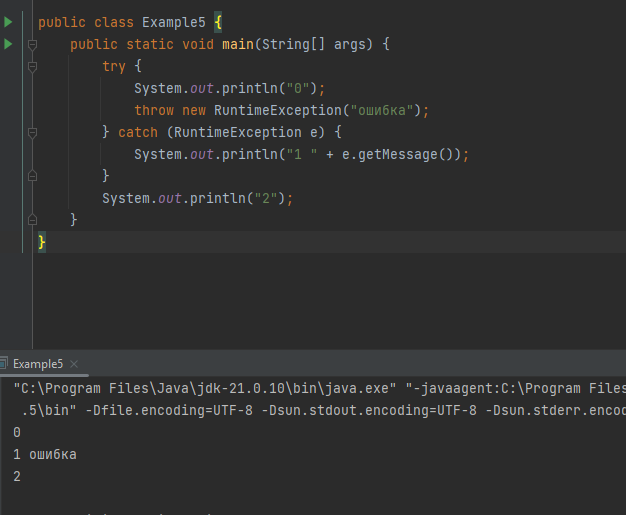 public class Example5 {
public static void main(String[] args) {
try {
System.out.println("0");
throw new RuntimeException("ошибка");
} catch (RuntimeException e) {
System.out.println("1 " + e.getMessage());
}
System.out.println("2");
}
}
Example5
"C:\Program Files\Java\jdk-21.0.10\bin\java.exe" "-javaagent:C:\Program Files
.5\bin" -Dfile.encoding=UTF-8 -Dsun.stdout.encoding=UTF-8 -Dsun.stderr.enco
0
1 ошибка
2